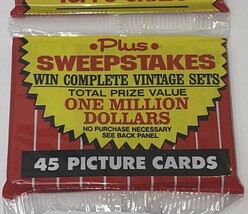 • Plus •
SWEEPSTAKES
WIN COMPLETE VINTAGE SETS
TOTAL PRIZE VALUE
ONE MILLION
DOLLARS
NO PURCHASE NECESSARY
SEE BACK PANEL
45 PICTURE CARDS